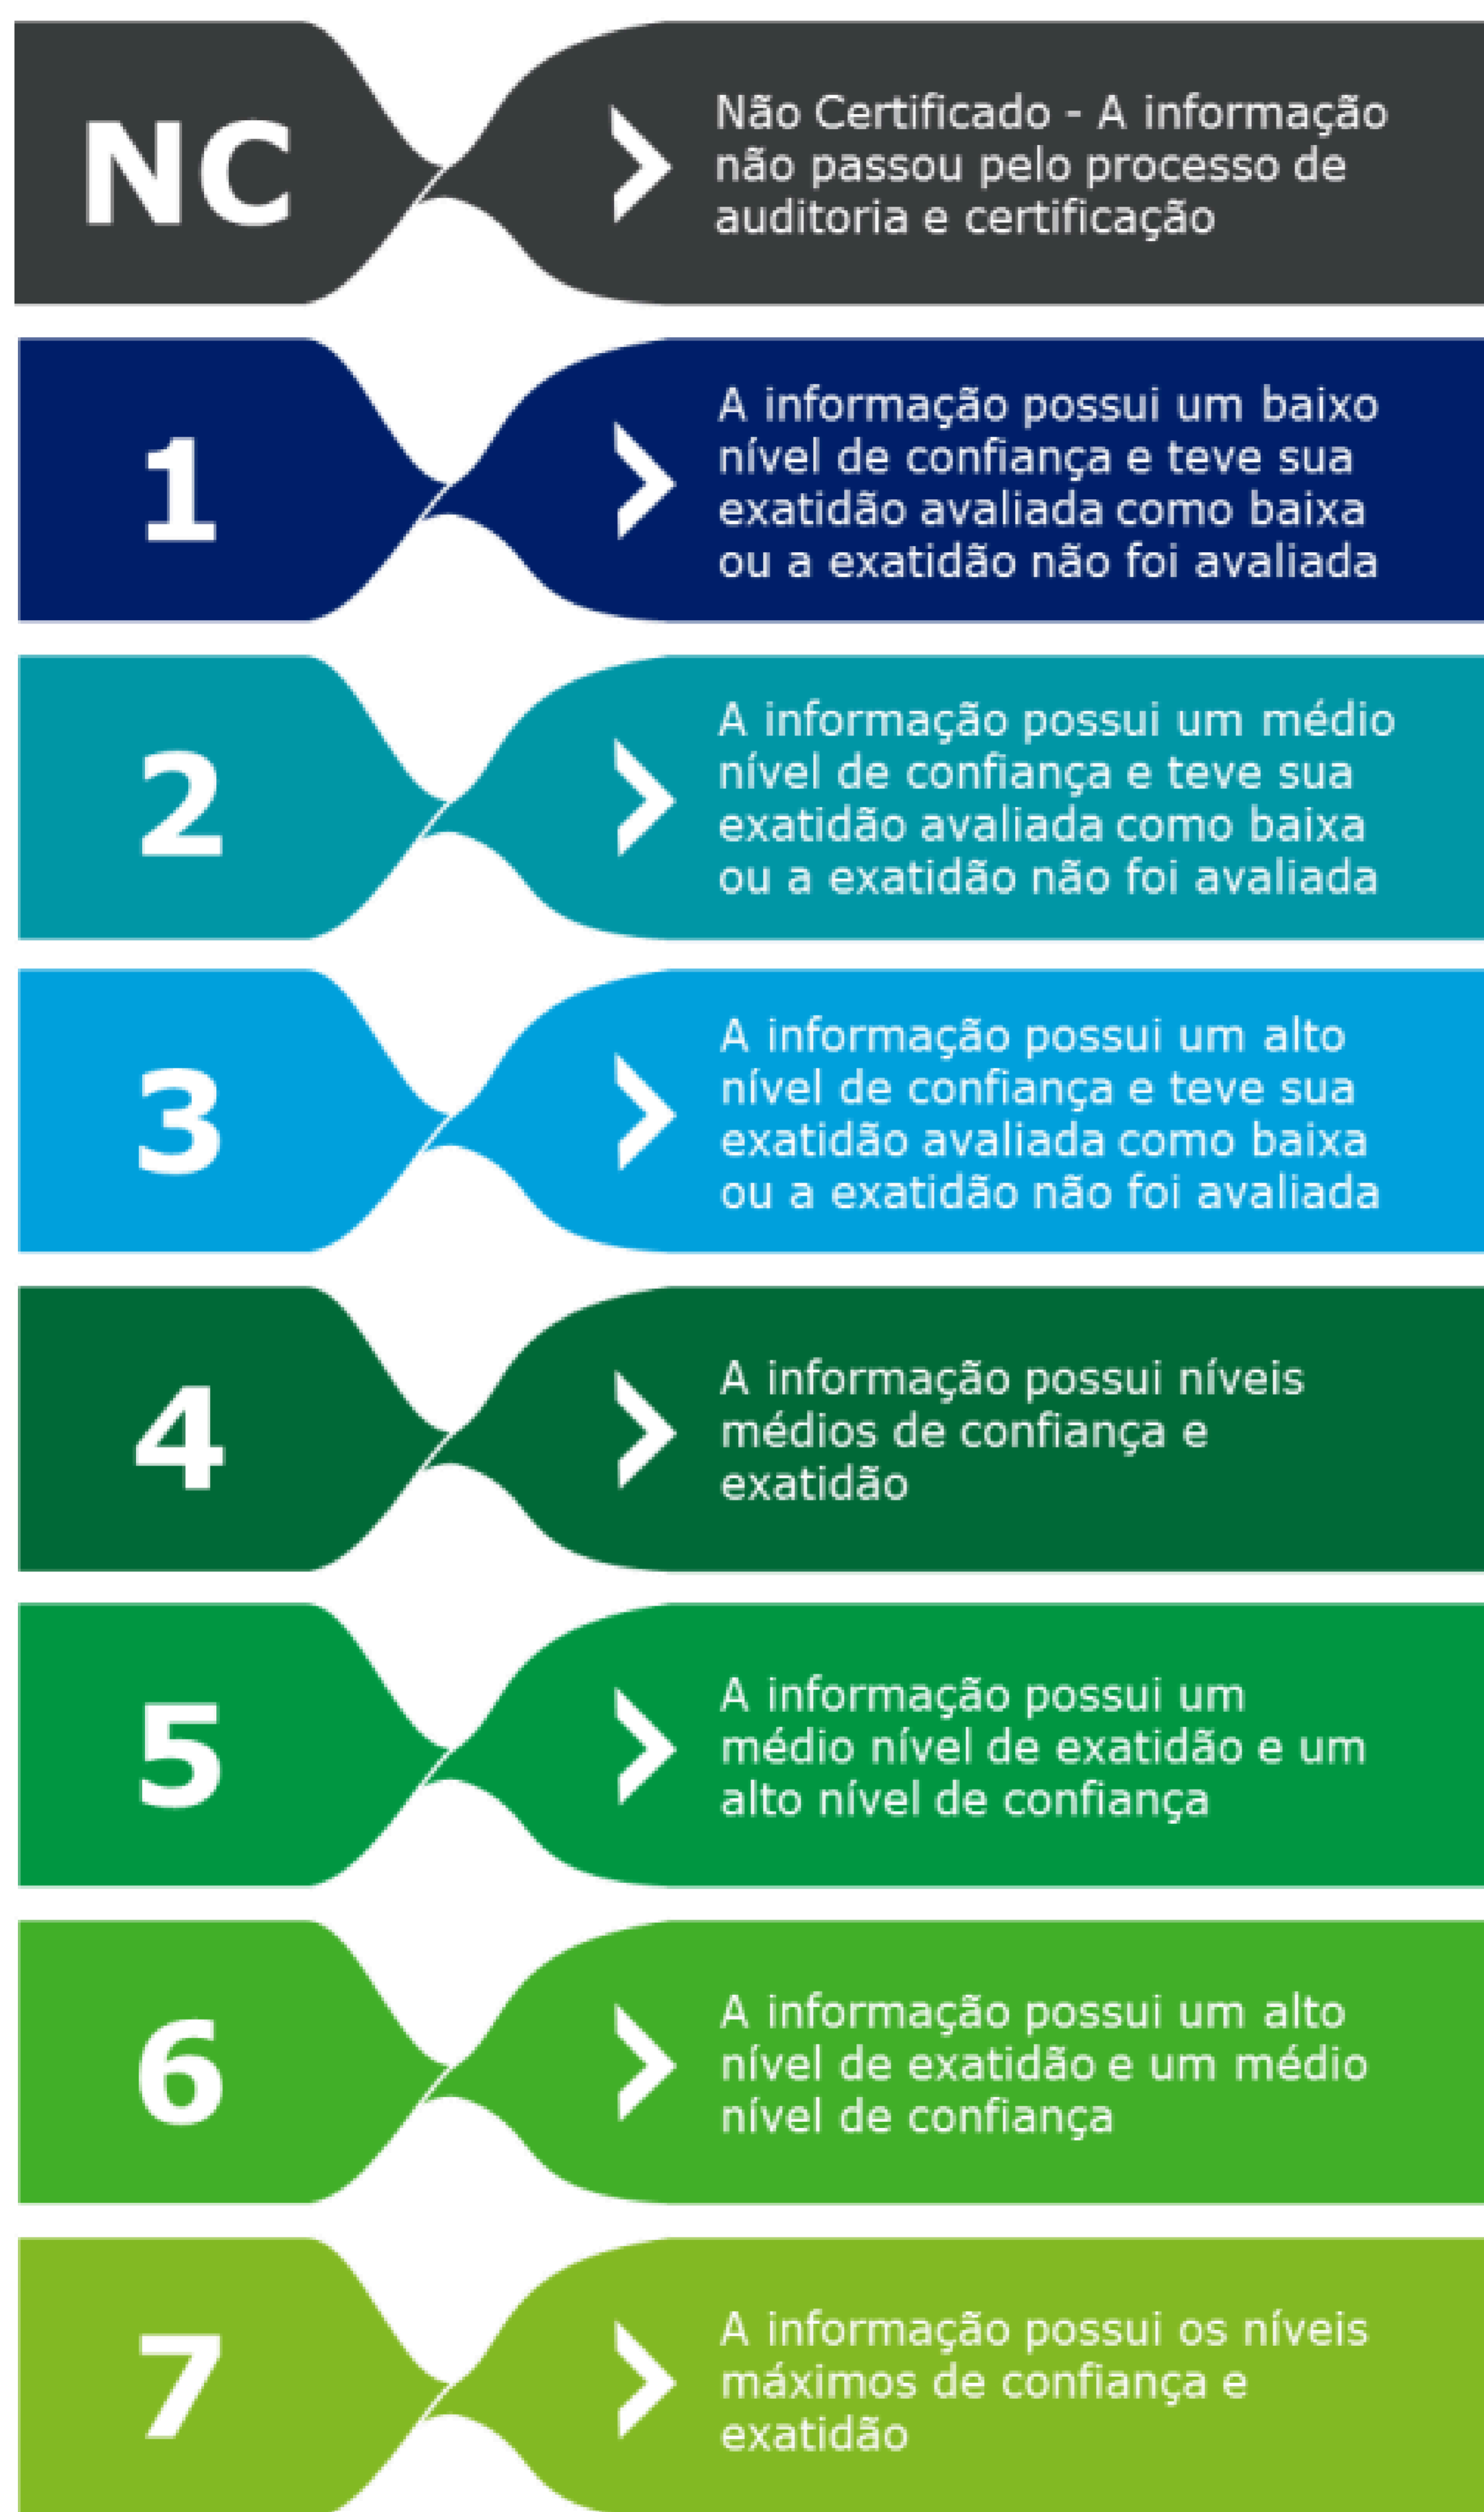 NC
Não Certificado - A informação
não passou pelo processo de
auditoria e certificação
1
A informação possui um baixo
nível de confiança e teve sua
exatidão avaliada como baixa
ou a exatidão não foi avaliada
2
A informação possui um médio
nível de confiança e teve sua
exatidão avaliada como baixa
ou a exatidão não foi avaliada
3
A informação possui um alto
nível de confiança e teve sua
exatidão avaliada como baixa
ou a exatidão não foi avaliada
4
A informação possui níveis
médios de confiança e
exatidão
5
A informação possui um
médio nível de exatidão e um
alto nível de confiança
6
A informação possui um alto
nível de exatidão e um médio
nível de confiança
7
A informação possui os níveis
máximos de confiança e
exatidão